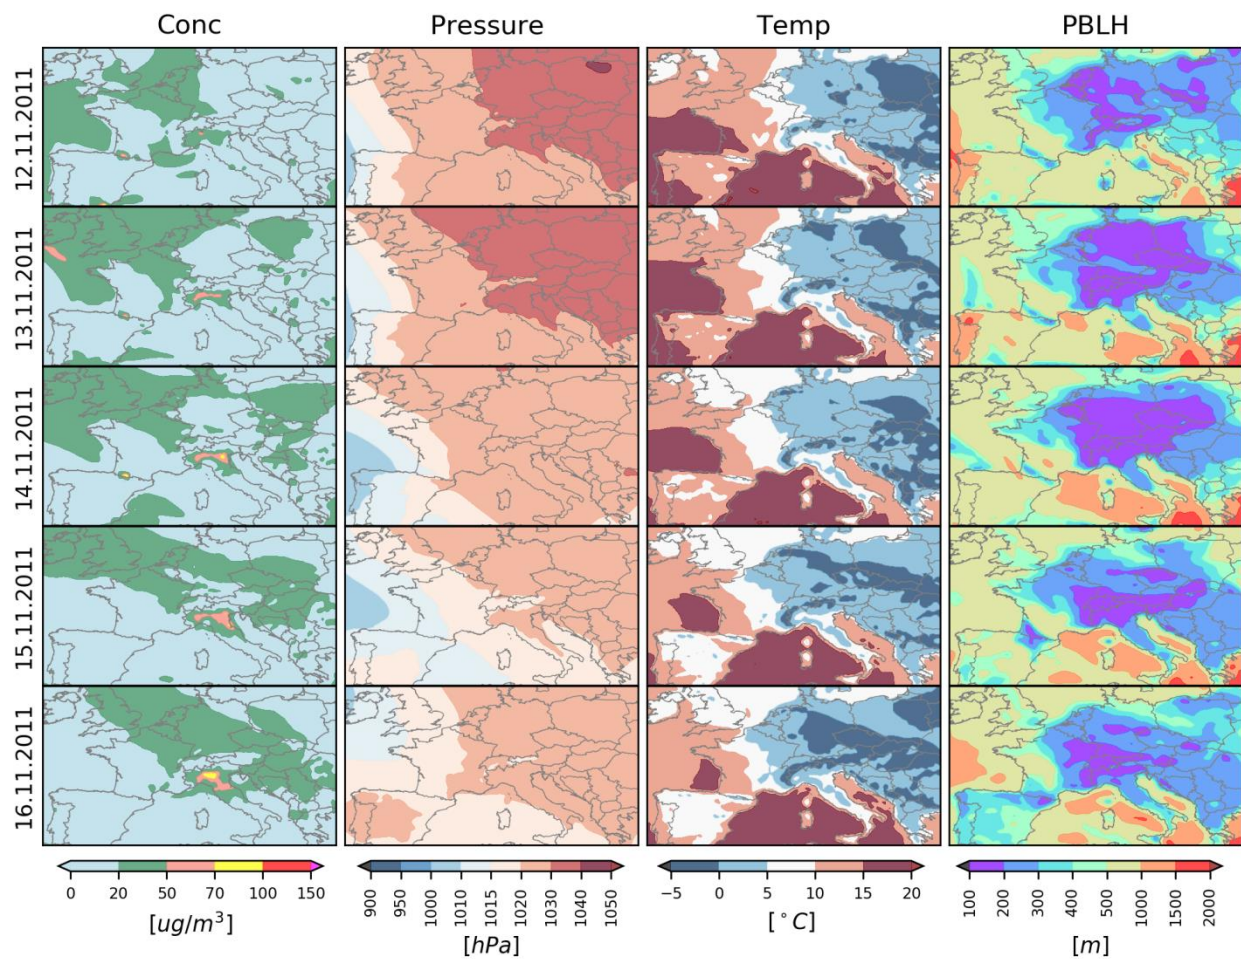 Conc Pressure Temp PBLH
12.11.2011
13.11.2011
14.11.2011
15.11.2011
16.11.2011
0 20 50 70 100 150
[ug/m³]
900 950 1000 1010 1013 1016 1020 1030 1040 1050
[hPa]
−5 0 5 10 15 20
[°C]
100 200 300 400 500 1000 1500 2000
[m]